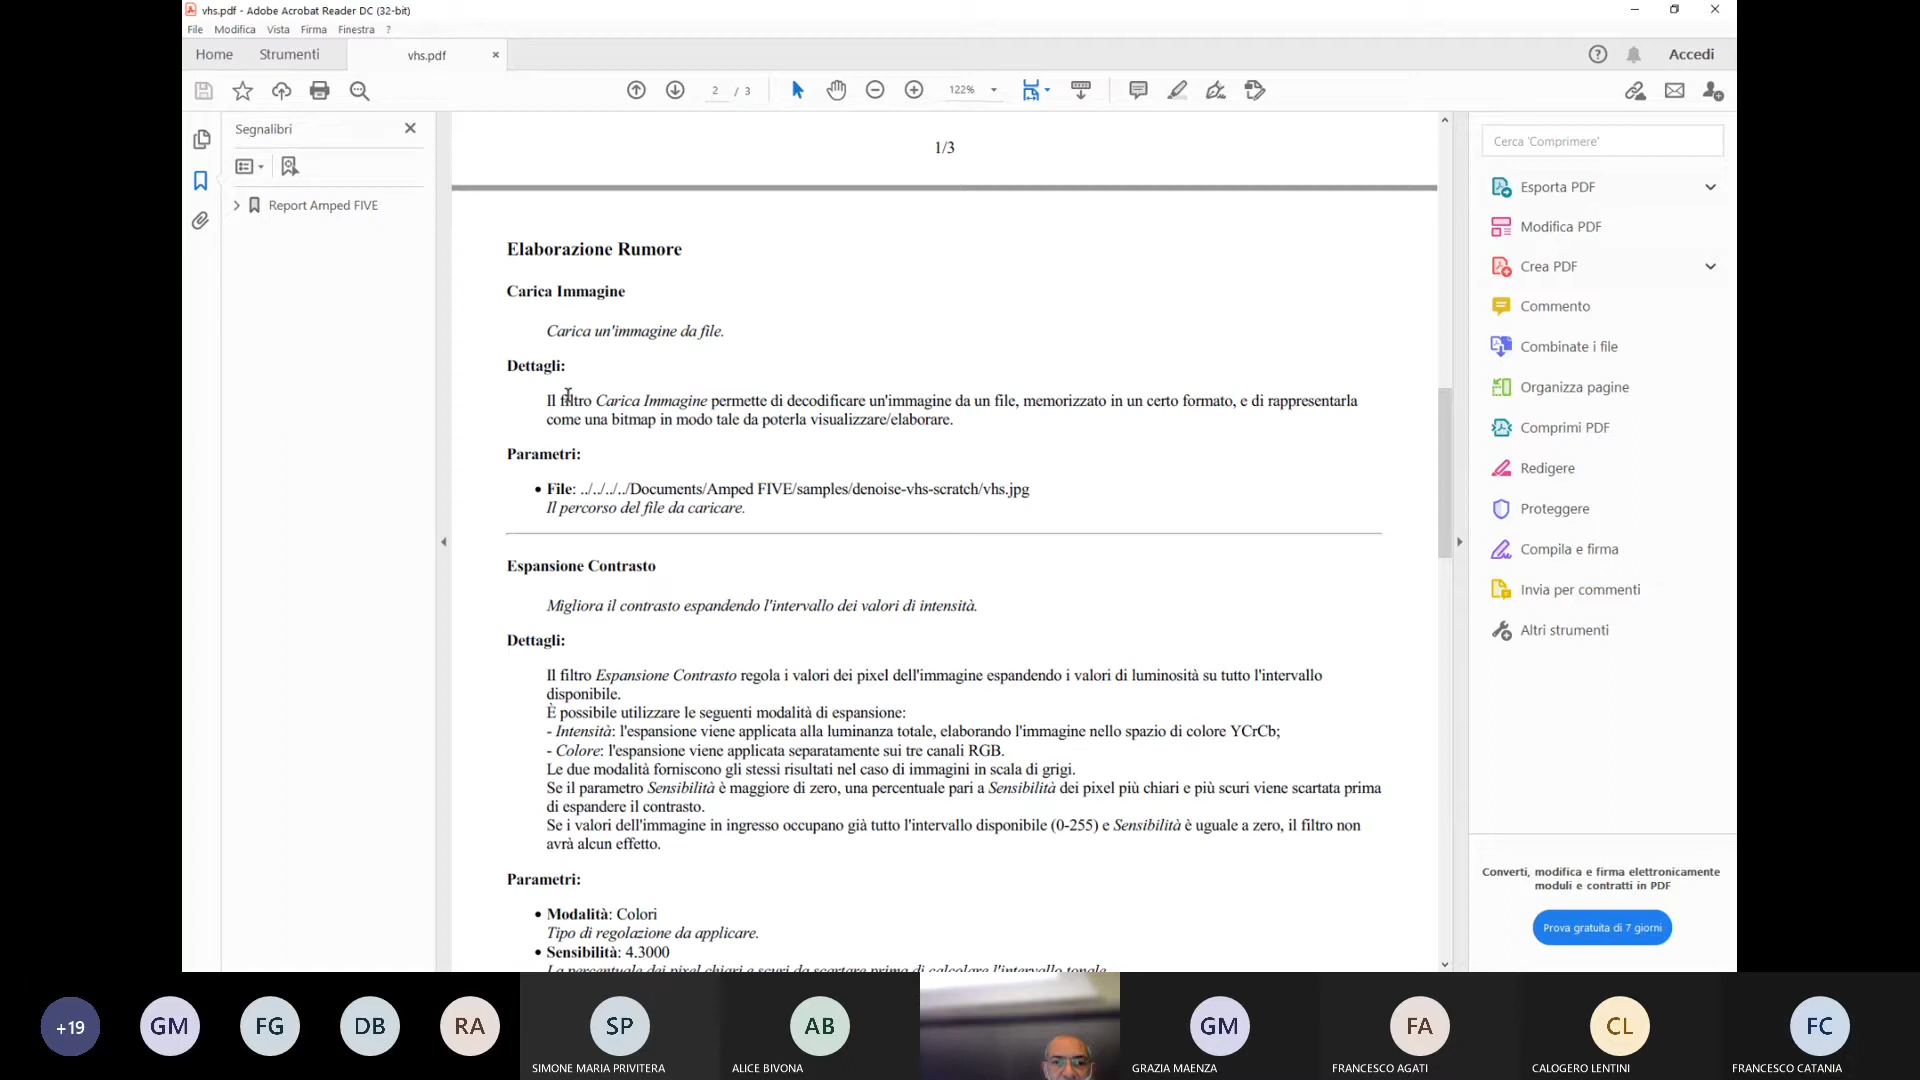 vhs.pdf - Adobe Acrobat Reader DC (32-bit)
File Modifica Vista Firma Finestra ?
Home Strumenti vhs.pdf Accedi
2 / 3 122%
Segnalibri
Report Amped FIVE
1/3
Elaborazione Rumore
Carica Immagine
Carica un'immagine da file.
Dettagli:
Il filtro Carica Immagine permette di decodificare un'immagine da un file, memorizzato in un certo formato, e di rappresentarla
come una bitmap in modo tale da poterla visualizzare/elaborare.
Parametri:
• File: ../../../../Documents/Amped FIVE/samples/denoise-vhs-scratch/vhs.jpg
Il percorso del file da caricare.
Espansione Contrasto
Migliora il contrasto espandendo l'intervallo dei valori di intensità.
Dettagli:
Il filtro Espansione Contrasto regola i valori dei pixel dell'immagine espandendo i valori di luminosità su tutto l'intervallo
disponibile.
È possibile utilizzare le seguenti modalità di espansione:
- Intensità: l'espansione viene applicata alla luminanza totale, elaborando l'immagine nello spazio di colore YCrCb;
- Colore: l'espansione viene applicata separatamente sui tre canali RGB.
Le due modalità forniscono gli stessi risultati nel caso di immagini in scala di grigi.
Se il parametro Sensibilità è maggiore di zero, una percentuale pari a Sensibilità dei pixel più chiari e più scuri viene scartata prima
di espandere il contrasto.
Se i valori dell'immagine in ingresso occupano già tutto l'intervallo disponibile (0-255) e Sensibilità è uguale a zero, il filtro non
avrà alcun effetto.
Parametri:
• Modalità: Colori
Tipo di regolazione da applicare.
• Sensibilità: 4.3000
La percentuale dei pixel chiari e scuri da scartare prima di calcolare l'intervallo tonale.
Cerca 'Comprimere'
Esporta PDF
Modifica PDF
Crea PDF
Commento
Combinate i file
Organizza pagine
Comprimi PDF
Redigere
Proteggere
Compila e firma
Invia per commenti
Altri strumenti
Converti, modifica e firma elettronicamente
moduli e contratti in PDF
Prova gratuita di 7 giorni
+19 GM FG DB RA SP AB GM FA CL FC
SIMONE MARIA PRIVITERA ALICE BIVONA GRAZIA MAENZA FRANCESCO AGATI CALOGERO LENTINI FRANCESCO CATANIA